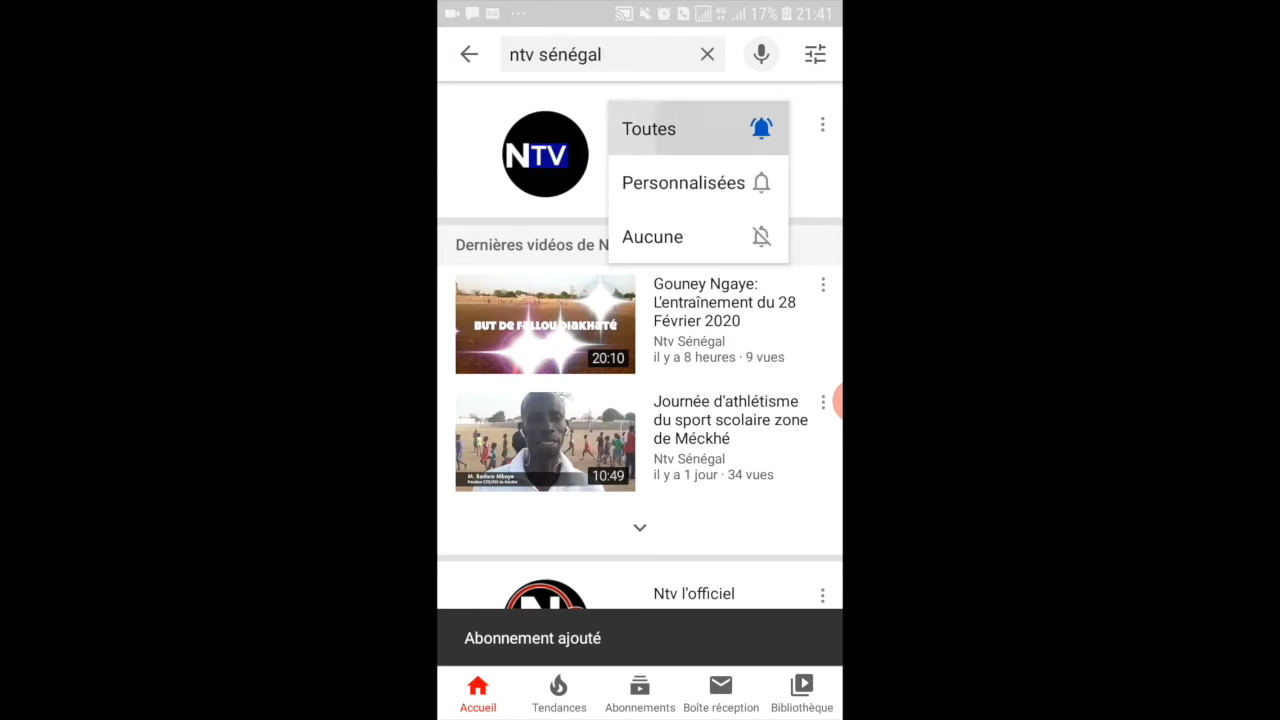 17% 21:41
ntv sénégal
NTV
Toutes
Personnalisées
Aucune
Dernières vidéos de N
BUT DE FALLOU DIAKHATÉ
20:10
Gouney Ngaye:
L'entraînement du 28
Février 2020
Ntv Sénégal
il y a 8 heures · 9 vues
M. Badara Mbaye
10:49
Journée d'athlétisme
du sport scolaire zone
de Méckhé
Ntv Sénégal
il y a 1 jour · 34 vues
Ntv l'officiel
Abonnement ajouté
Accueil
Tendances
Abonnements
Boîte réception
Bibliothèque